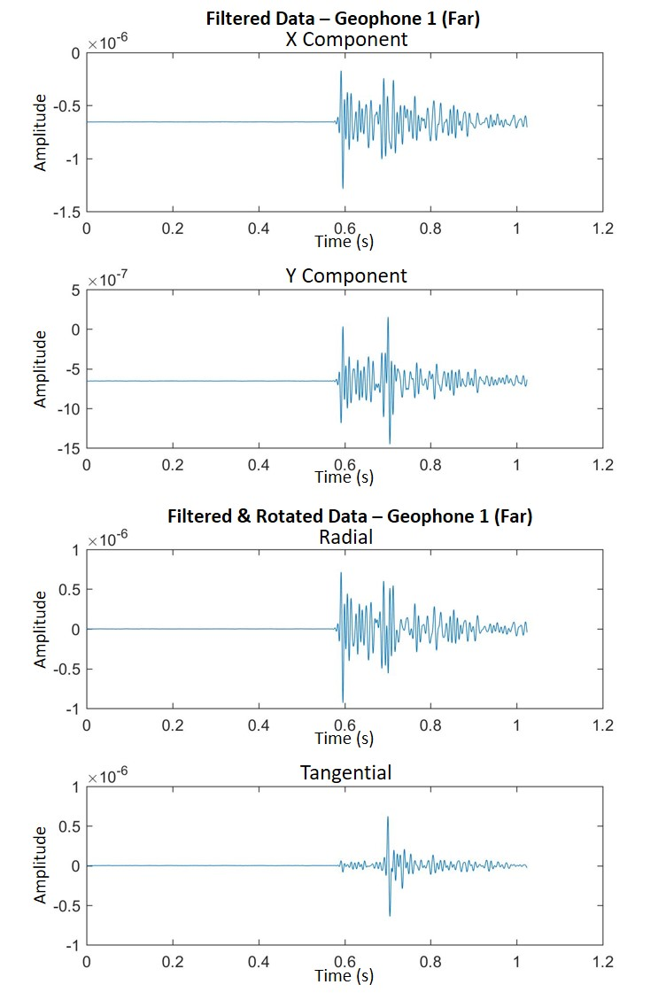 Filtered Data – Geophone 1 (Far)
X Component
×10-6
0
-0.5
-1
-1.5
Amplitude
0 0.2 0.4 0.6 0.8 1 1.2
Time (s)
Y Component
×10-7
5
0
-5
-10
-15
Amplitude
0 0.2 0.4 0.6 0.8 1 1.2
Time (s)
Filtered & Rotated Data – Geophone 1 (Far)
Radial
×10-6
1
0.5
0
-0.5
-1
Amplitude
0 0.2 0.4 0.6 0.8 1 1.2
Time (s)
Tangential
×10-6
1
0.5
0
-0.5
-1
Amplitude
0 0.2 0.4 0.6 0.8 1 1.2
Time (s)